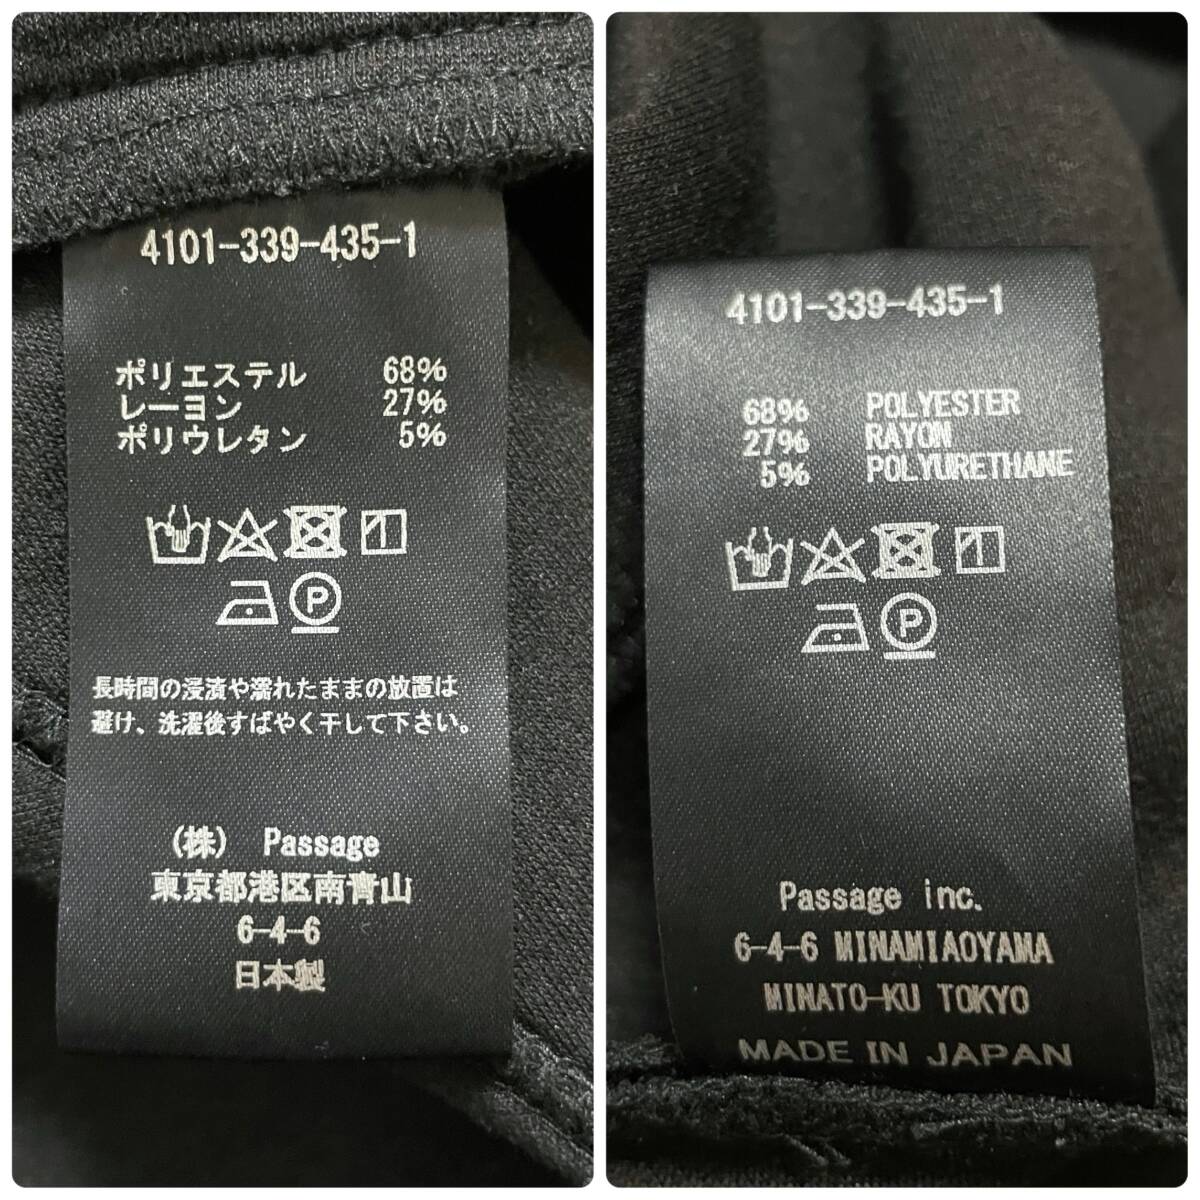 4101-339-435-1
ポリエステル 68%
レーヨン 27%
ポリウレタン 5%
長時間の浸漬や濡れたままの放置は
避け、洗濯後すばやく干して下さい。
(株) Passage
東京都港区南青山
6-4-6
日本製
4101-339-435-1
68% POLYESTER
27% RAYON
5% POLYURETHANE
Passage inc.
6-4-6 MINAMIAOYAMA
MINATO-KU TOKYO
MADE IN JAPAN